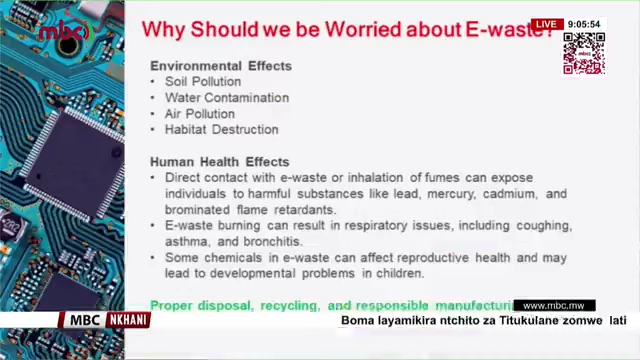 mbc
Why Should we be Worried about E-waste?
LIVE
9:05:54
Environmental Effects
• Soil Pollution
• Water Contamination
• Air Pollution
• Habitat Destruction
Human Health Effects
• Direct contact with e-waste or inhalation of fumes can expose
individuals to harmful substances like lead, mercury, cadmium, and
brominated flame retardants.
• E-waste burning can result in respiratory issues, including coughing,
asthma, and bronchitis.
• Some chemicals in e-waste can affect reproductive health and may
lead to developmental problems in children.
Proper disposal, recycling, and responsible
www.mbc.mw
MBC NKHANI
Boma layamikira ntchito za Titukulane zomwe lati